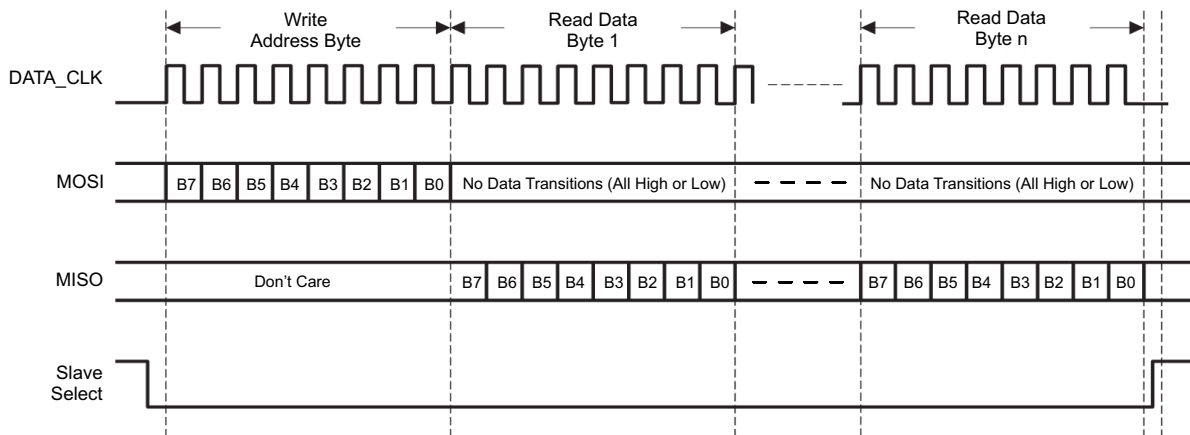 Write
Address Byte
Read Data
Byte 1
Read Data
Byte n
DATA_CLK
MOSI
B7 B6 B5 B4 B3 B2 B1 B0 No Data Transitions (All High or Low) No Data Transitions (All High or Low)
MISO
Don't Care B7 B6 B5 B4 B3 B2 B1 B0 B7 B6 B5 B4 B3 B2 B1 B0
Slave
Select